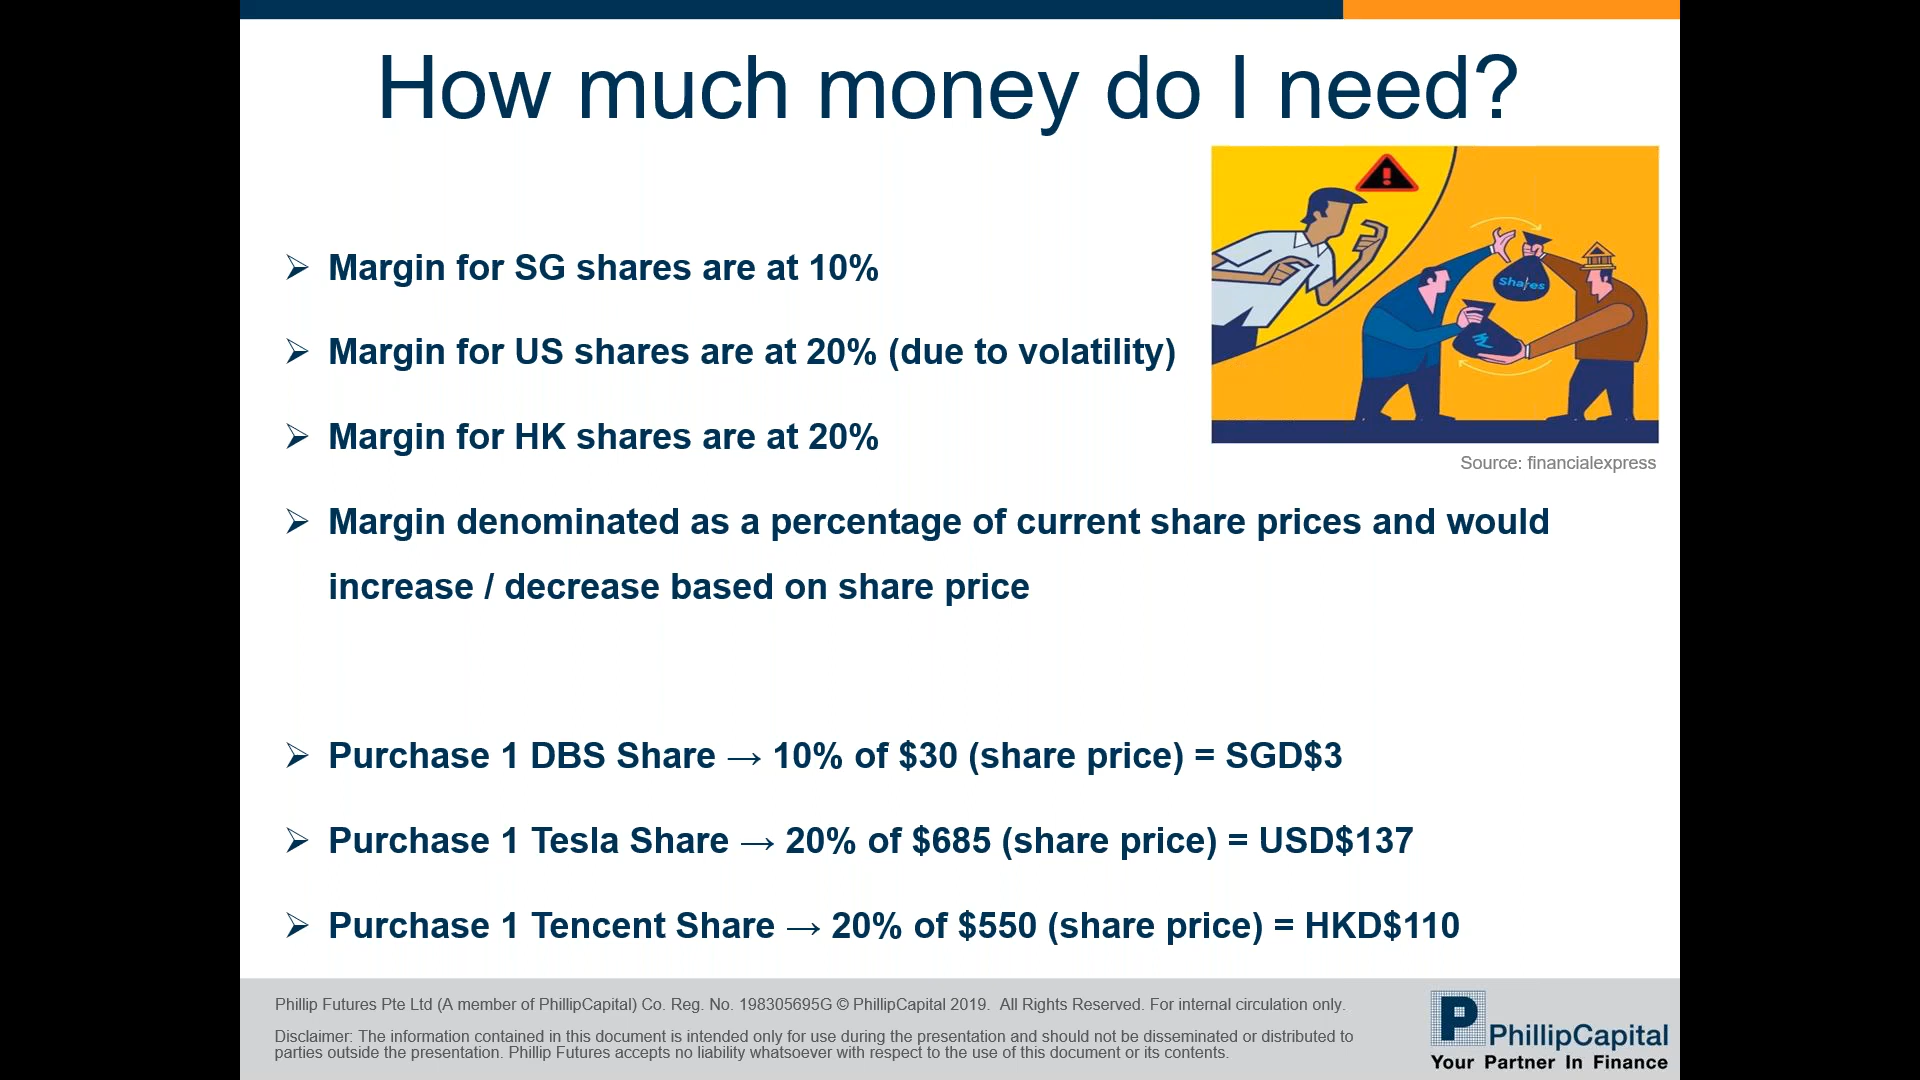 How much money do I need?
Shares
➢ Margin for SG shares are at 10%
➢ Margin for US shares are at 20% (due to volatility)
➢ Margin for HK shares are at 20%
Source: financialexpress
➢ Margin denominated as a percentage of current share prices and would
increase / decrease based on share price
➢ Purchase 1 DBS Share → 10% of $30 (share price) = SGD$3
➢ Purchase 1 Tesla Share → 20% of $685 (share price) = USD$137
➢ Purchase 1 Tencent Share → 20% of $550 (share price) = HKD$110
Phillip Futures Pte Ltd (A member of PhillipCapital) Co. Reg. No. 198305695G © PhillipCapital 2019.  All Rights Reserved. For internal circulation only.
Disclaimer: The information contained in this document is intended only for use during the presentation and should not be disseminated or distributed to
parties outside the presentation. Phillip Futures accepts no liability whatsoever with respect to the use of this document or its contents.
P PhillipCapital
Your Partner In Finance